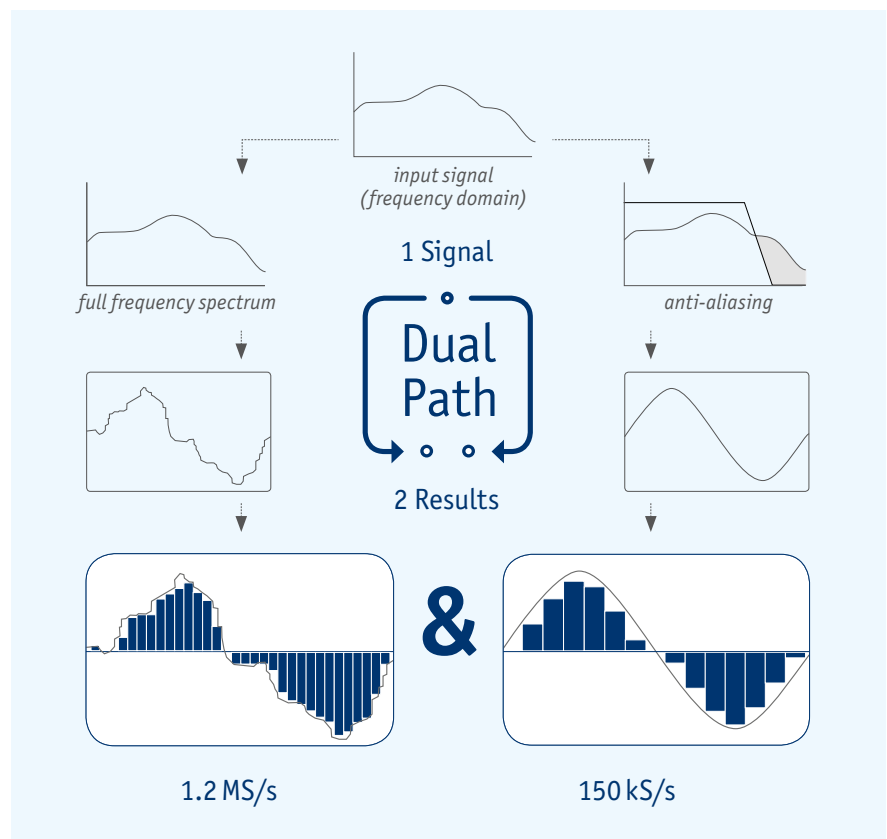 input signal
(frequency domain)
1 Signal
full frequency spectrum
anti-aliasing
Dual
Path
2 Results
&
1.2 MS/s
150 kS/s